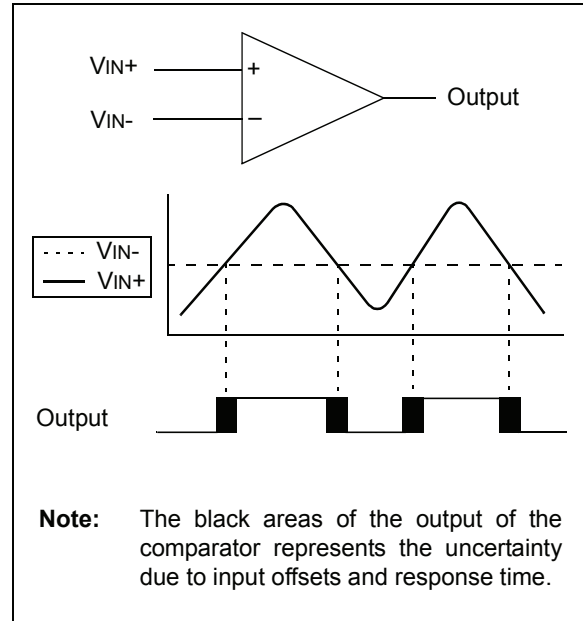 VIN+
+
Output
VIN-
–
VIN-
VIN+
Output
Note: The black areas of the output of the
comparator represents the uncertainty
due to input offsets and response time.